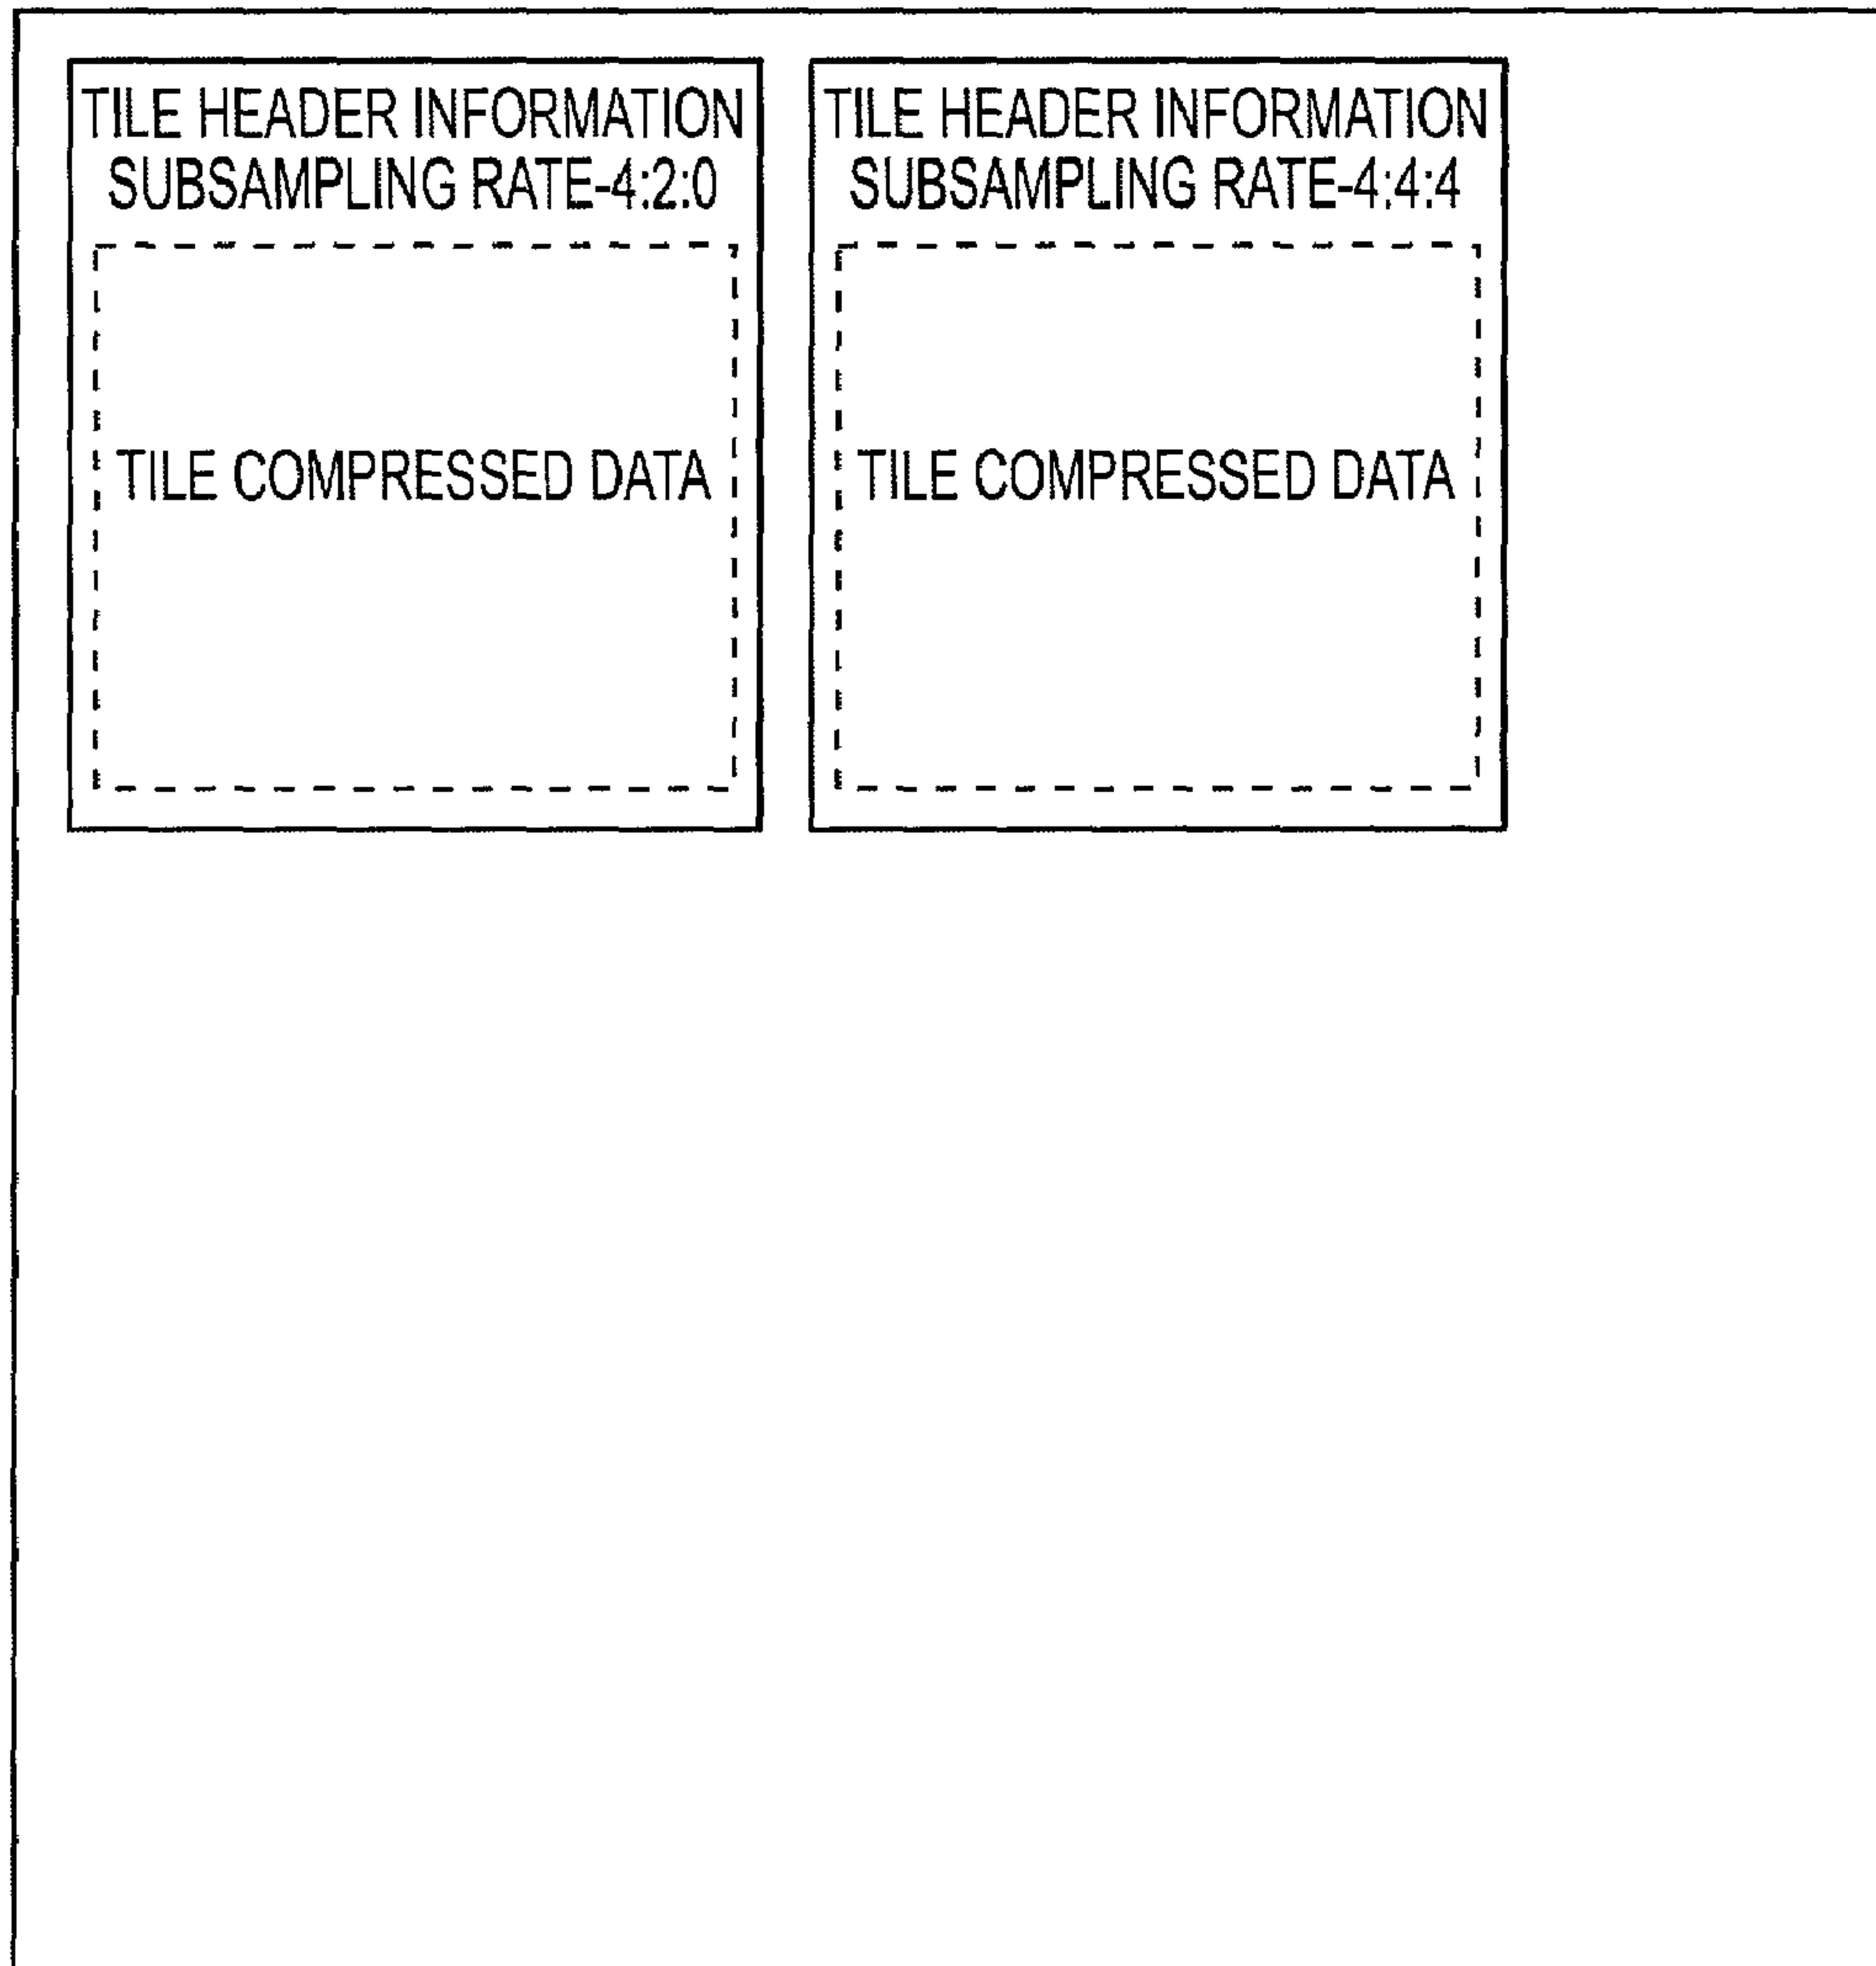 TILE HEADER INFORMATION
SUBSAMPLING RATE-4:2:0
TILE COMPRESSED DATA
TILE HEADER INFORMATION
SUBSAMPLING RATE-4:4:4
TILE COMPRESSED DATA